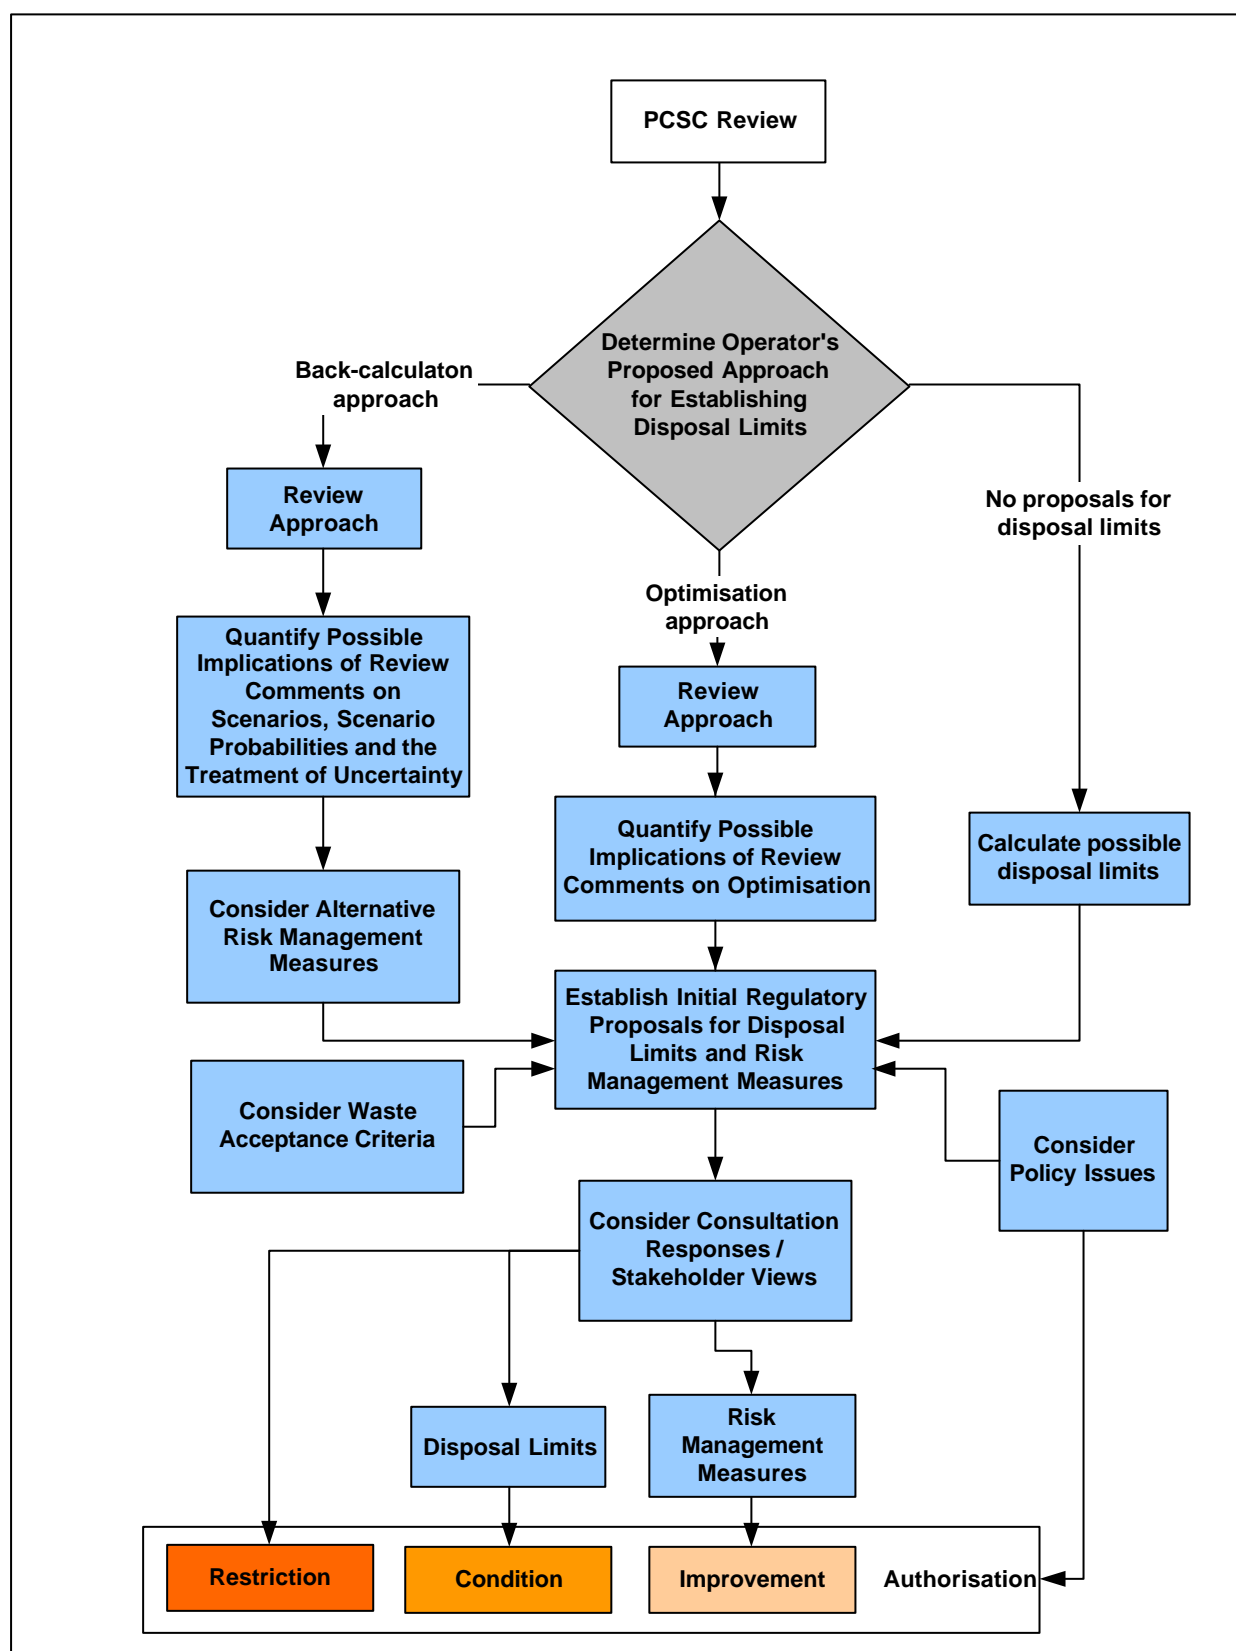 PCSC Review
Determine Operator's
Proposed Approach
for Establishing
Disposal Limits
Back-calculaton
approach
No proposals for
disposal limits
Optimisation
approach
Review
Approach
Quantify Possible
Implications of Review
Comments on
Scenarios, Scenario
Probabilities and the
Treatment of Uncertainty
Review
Approach
Quantify Possible
Implications of Review
Comments on Optimisation
Calculate possible
disposal limits
Consider Alternative
Risk Management
Measures
Establish Initial Regulatory
Proposals for Disposal
Limits and Risk
Management Measures
Consider Waste
Acceptance Criteria
Consider
Policy Issues
Consider Consultation
Responses /
Stakeholder Views
Disposal Limits
Risk
Management
Measures
Restriction
Condition
Improvement
Authorisation